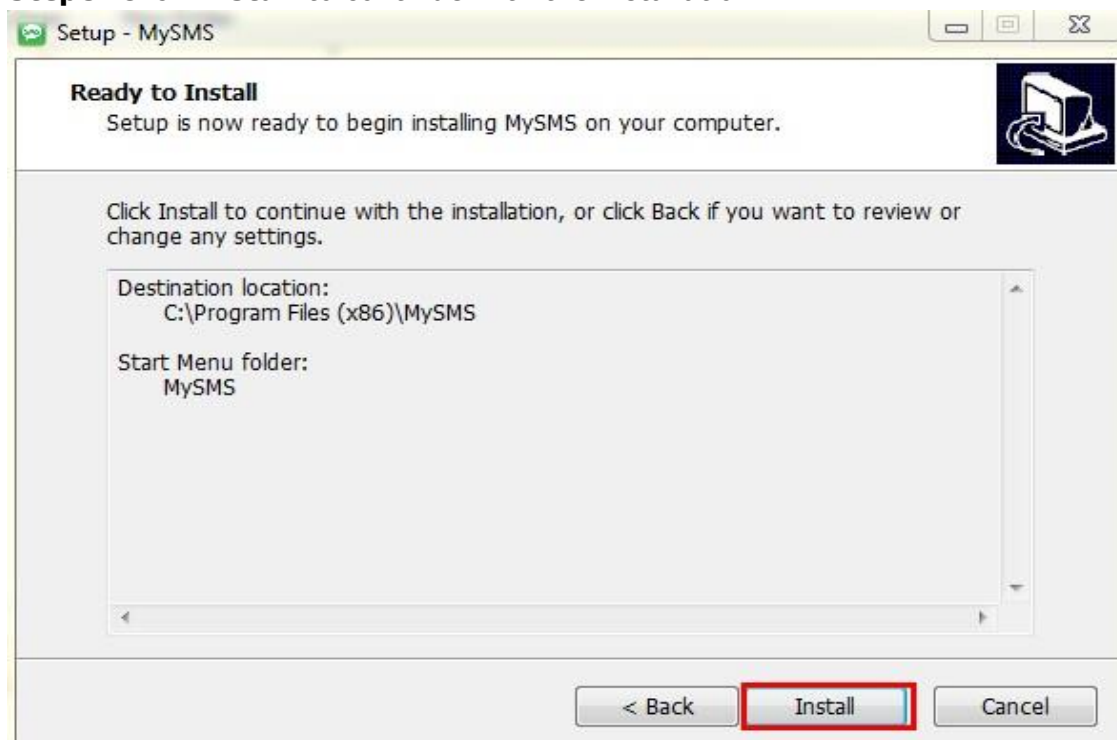 Setup - MySMS
Ready to Install
Setup is now ready to begin installing MySMS on your computer.
Click Install to continue with the installation, or click Back if you want to review or
change any settings.
Destination location:
C:\Program Files (x86)\MySMS
Start Menu folder:
MySMS
< Back Install Cancel